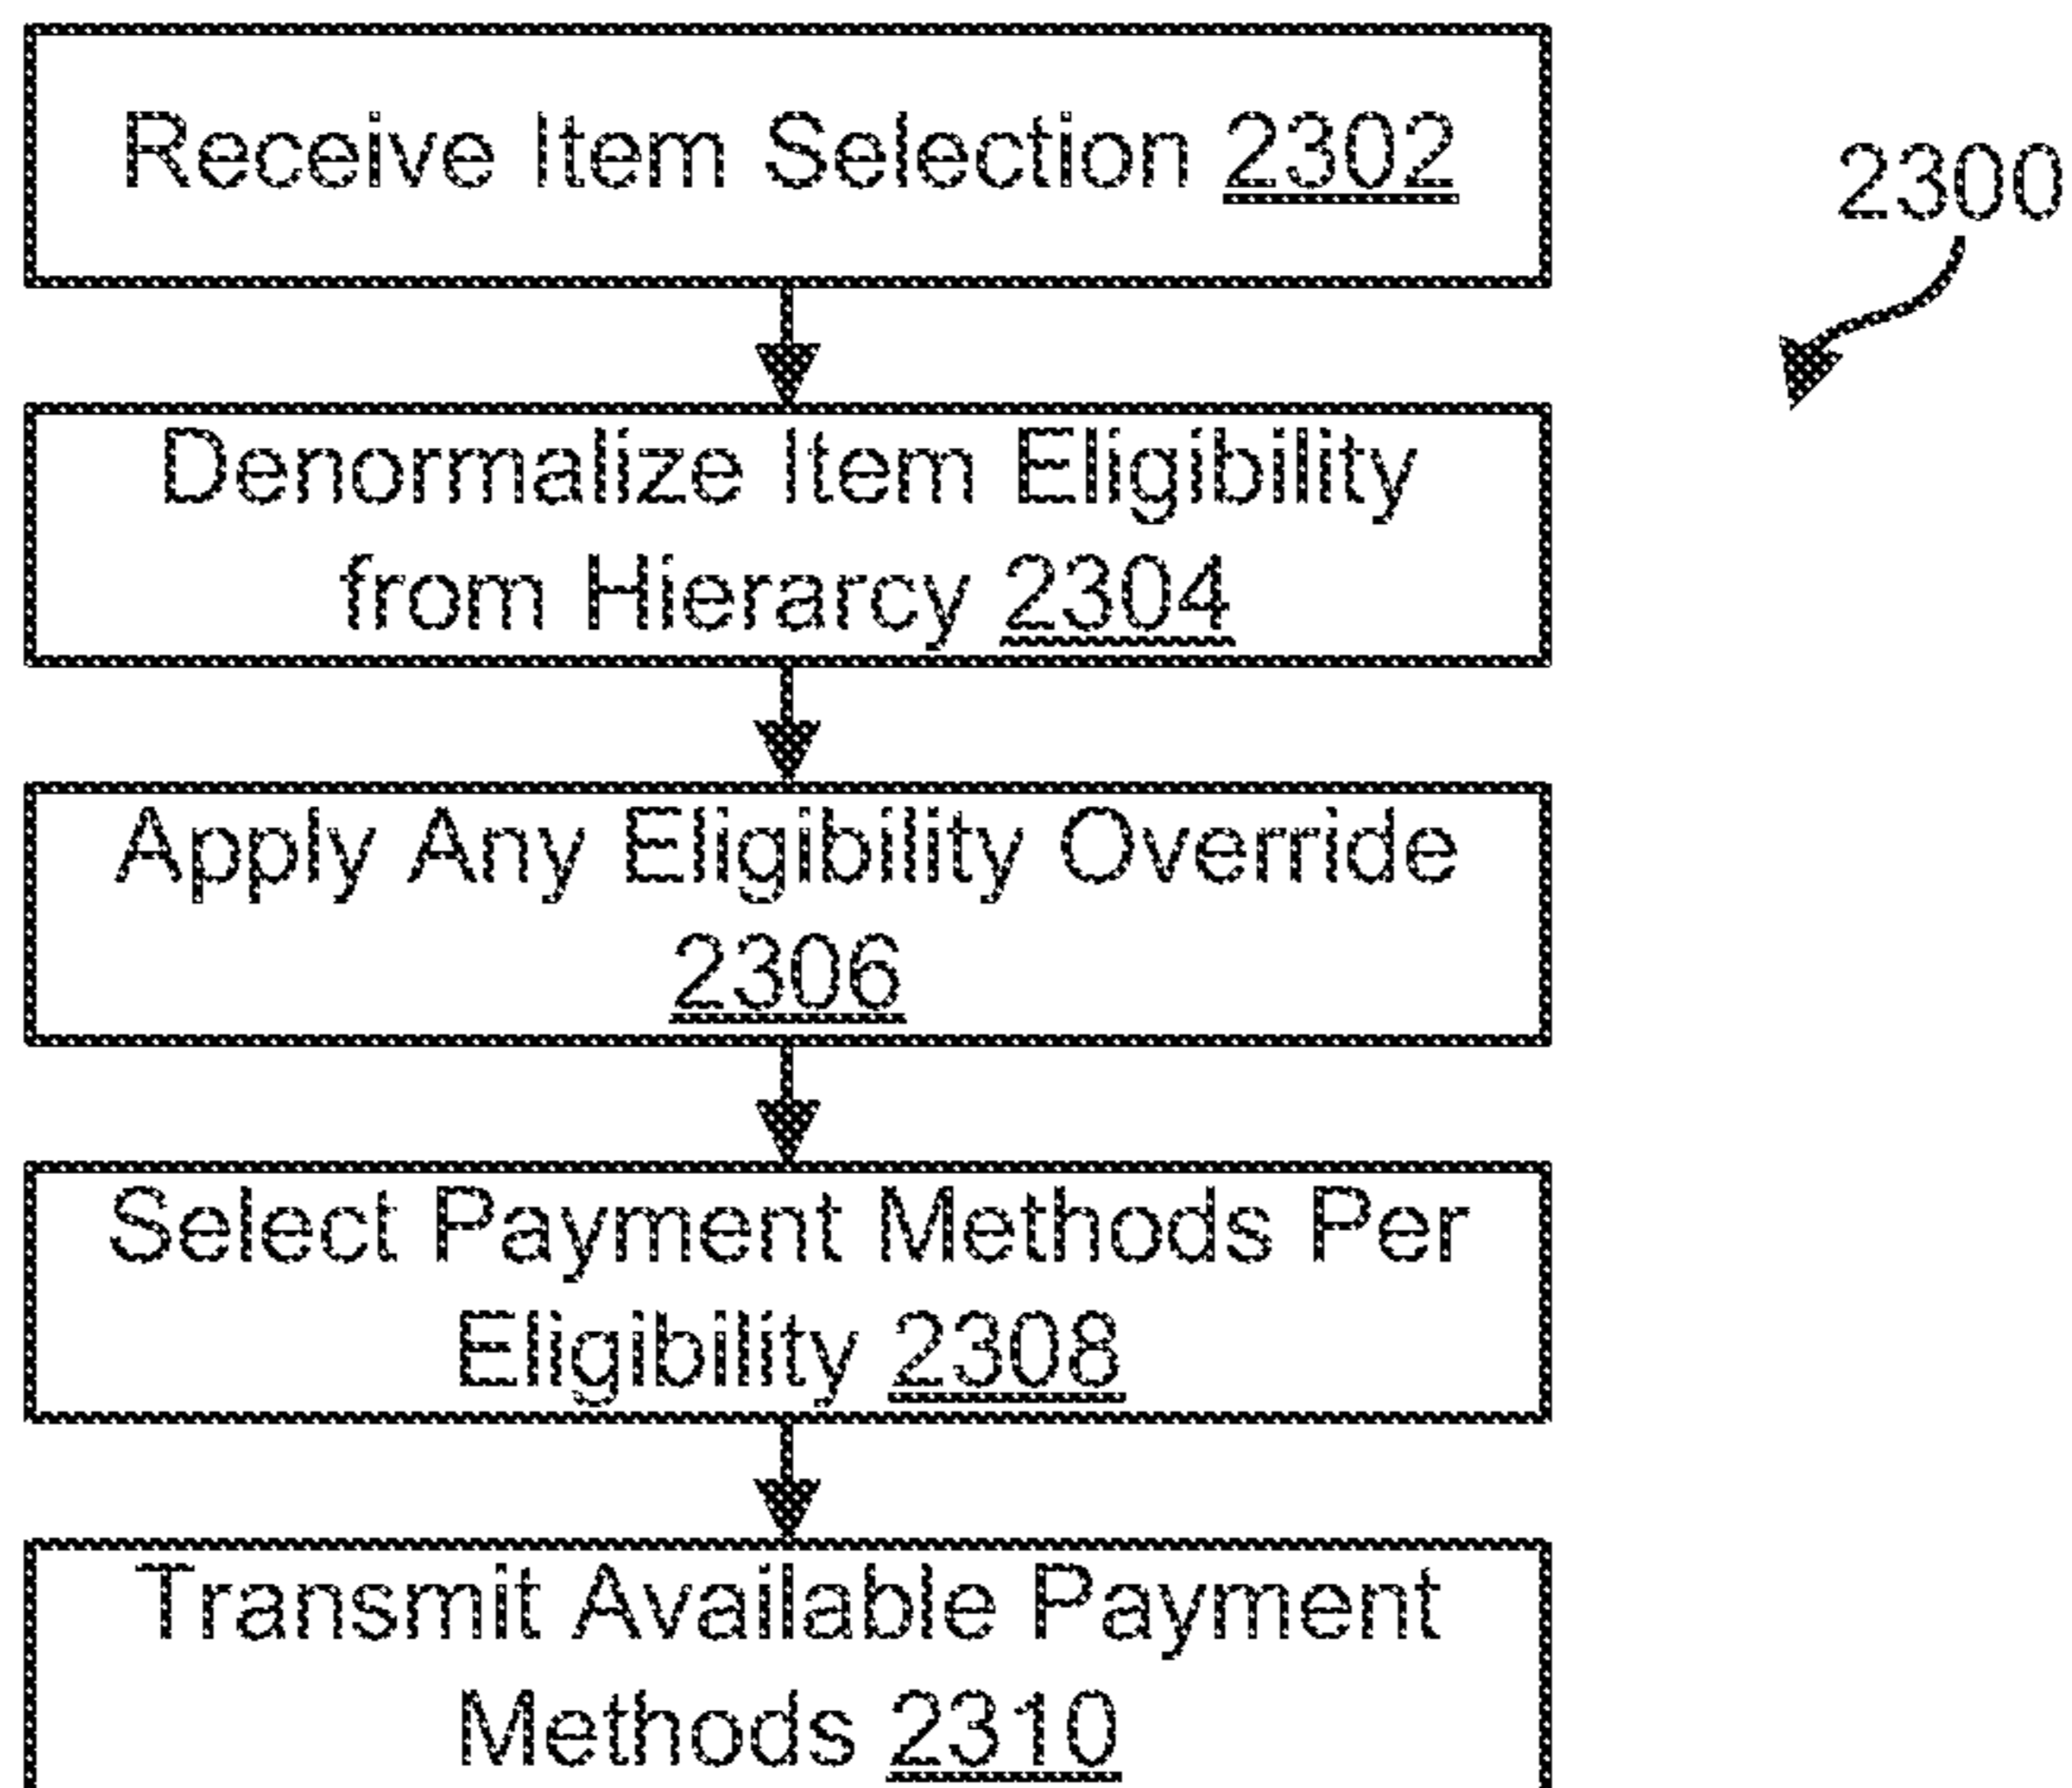 Receive Item Selection 2302
2300
Denormalize Item Eligibility
from Hierarcy 2304
Apply Any Eligibility Override
2306
Select Payment Methods Per
Eligibility 2308
Transmit Available Payment
Methods 2310